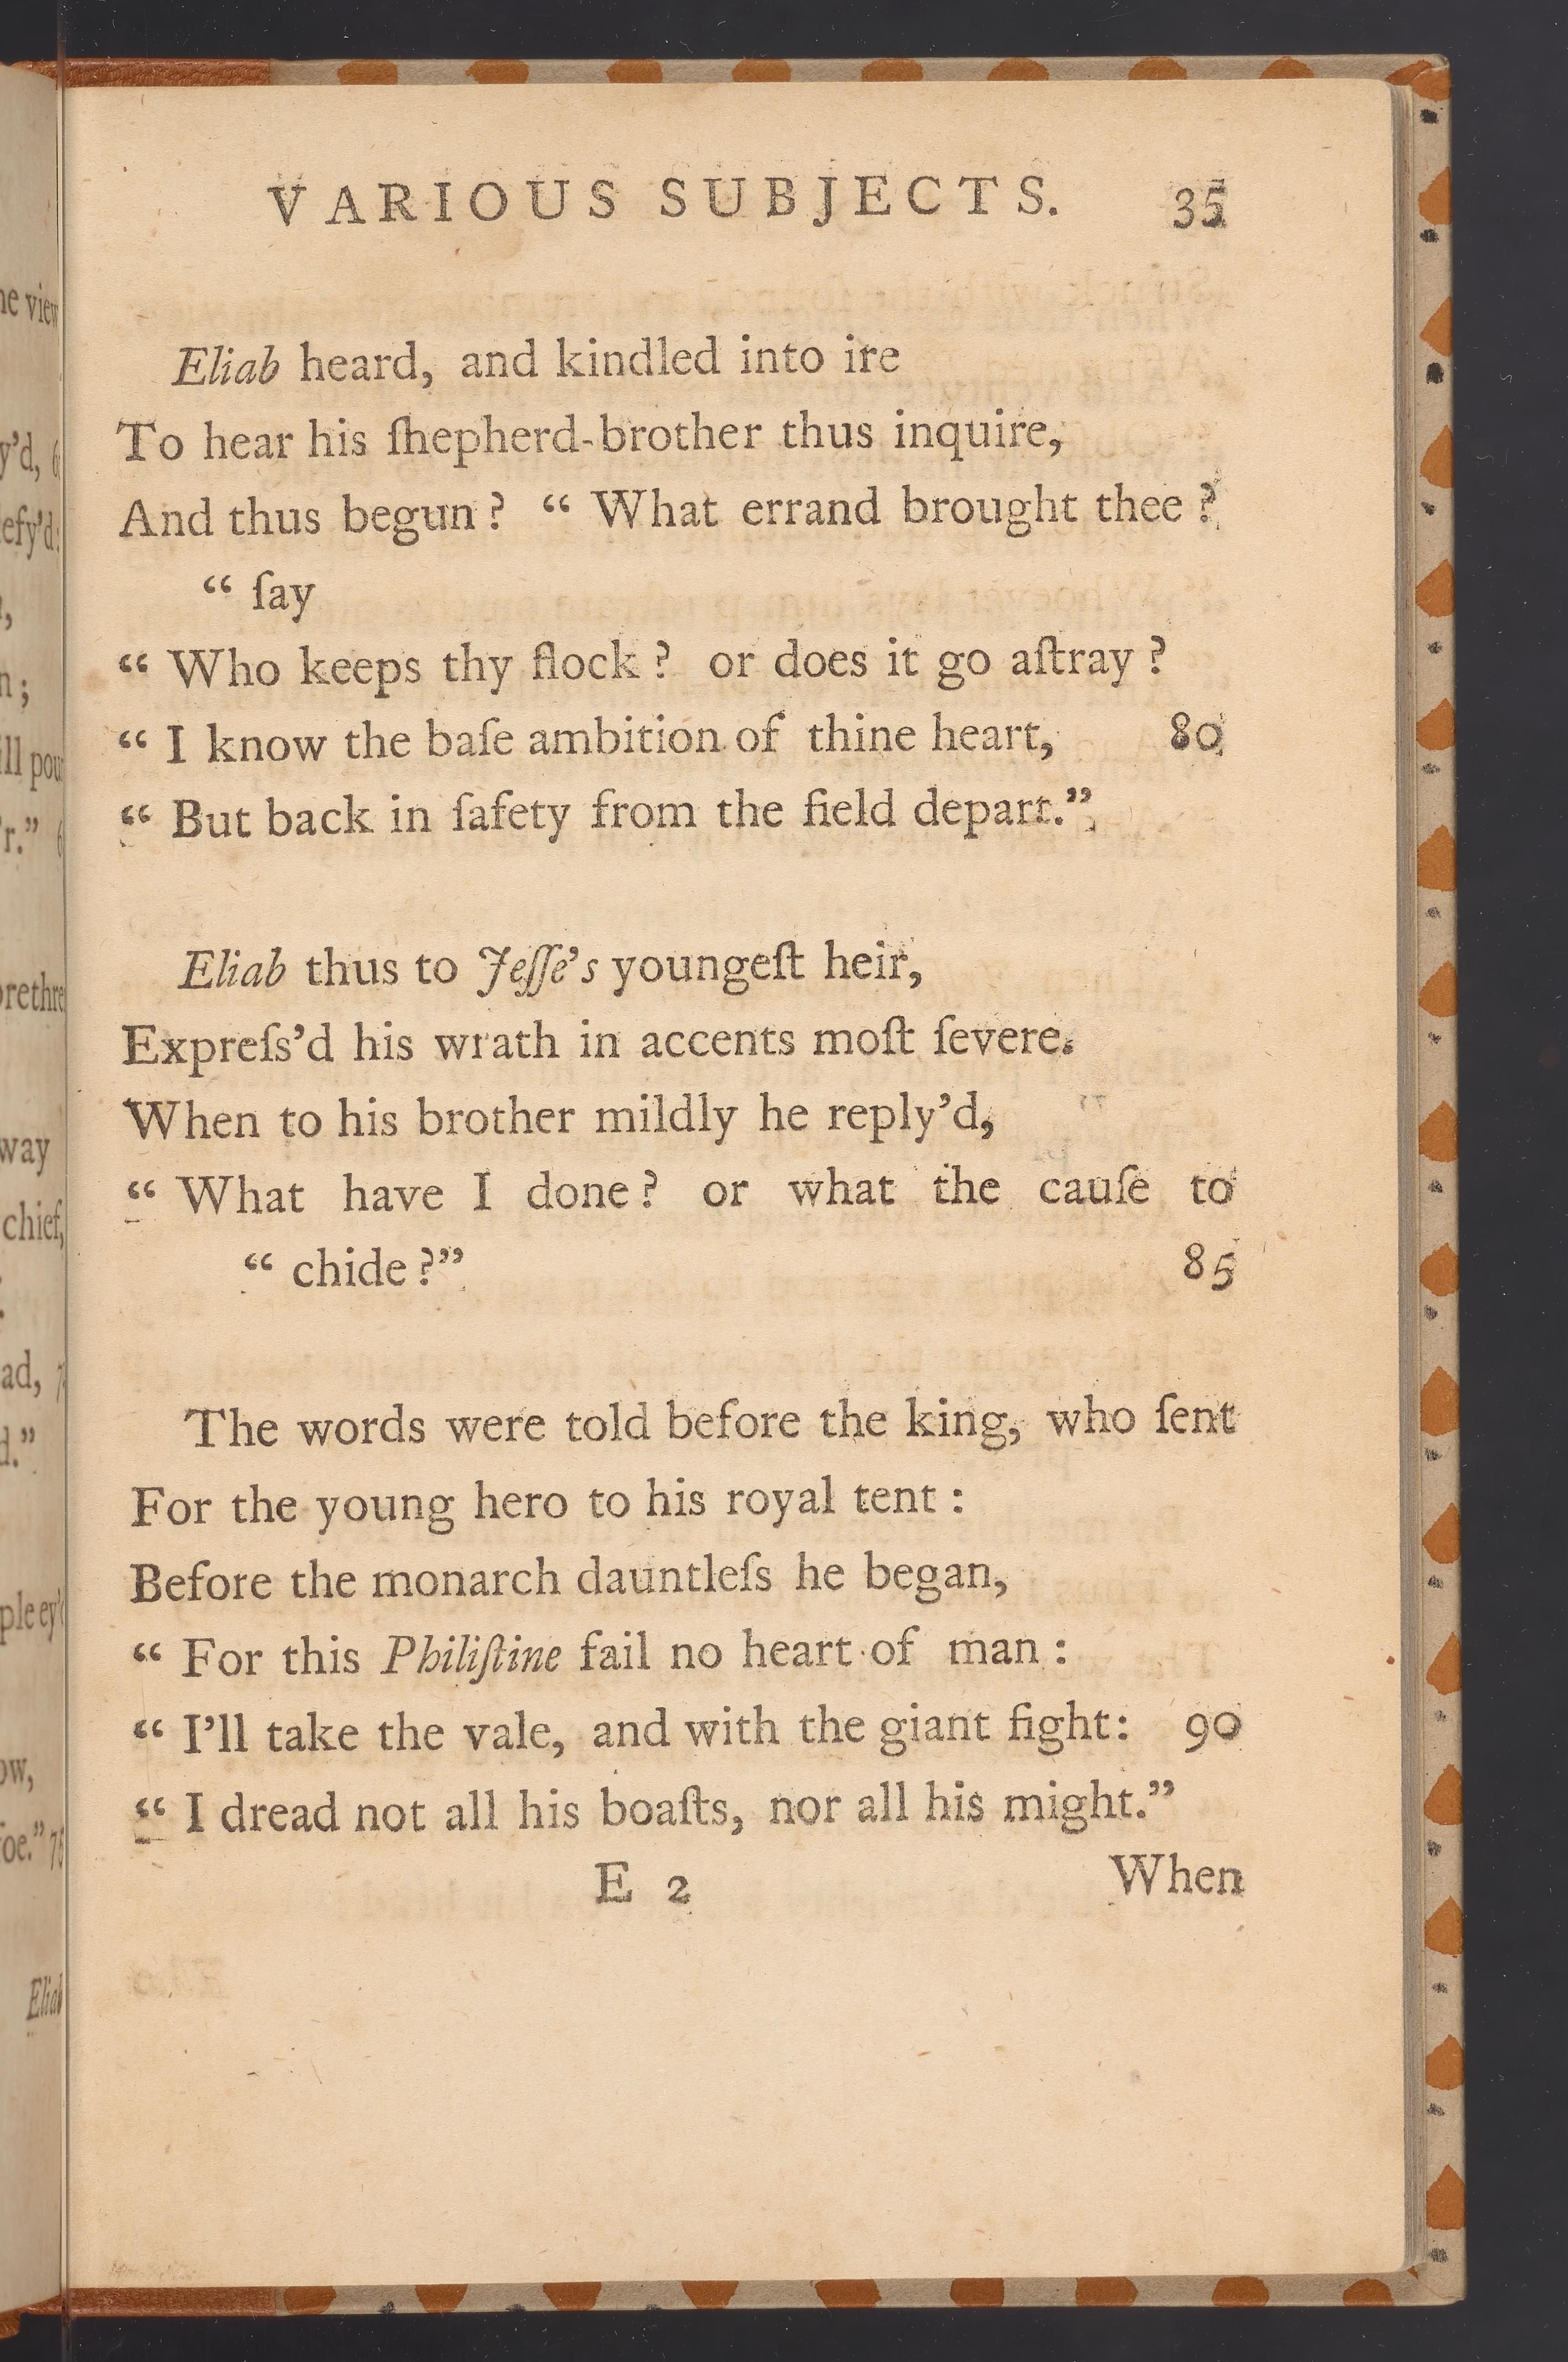 VARIOUS SUBJECTS. 35
Eliab heard, and kindled into ire
To hear his ſhepherd-brother thus inquire,
And thus begun? “ What errand brought thee?
“ ſay
“ Who keeps thy flock? or does it go aſtray?
“ I know the baſe ambition of thine heart, 80
“ But back in ſafety from the field depart.”
Eliab thus to Jeſſe’s youngeſt heir,
Expreſs’d his wrath in accents moſt ſevere.
When to his brother mildly he reply’d,
“ What have I done? or what the cauſe to
“ chide?” 85
The words were told before the king, who ſent
For the young hero to his royal tent:
Before the monarch dauntleſs he began,
“ For this Philiſtine fail no heart of man:
“ I’ll take the vale, and with the giant fight: 90
“ I dread not all his boaſts, nor all his might.”
E 2 When